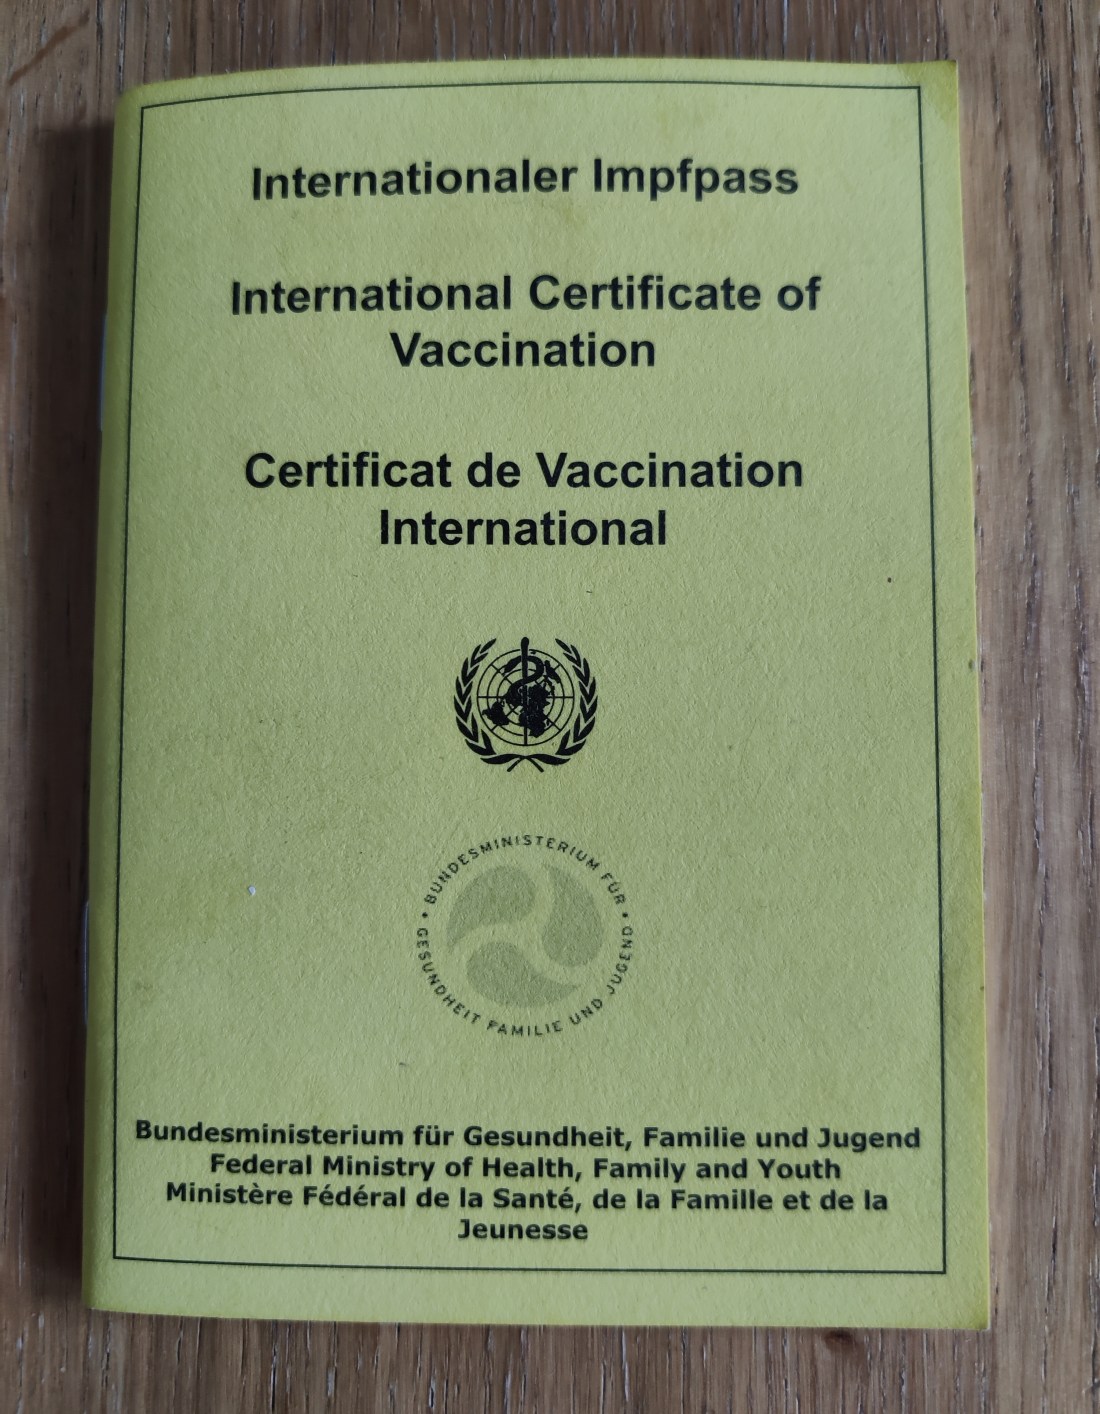 Internationaler Impfpass
International Certificate of
Vaccination
Certificat de Vaccination
International
• BUNDESMINISTERIUM FÜR •
GESUNDHEIT FAMILIE UND JUGEND
Bundesministerium für Gesundheit, Familie und Jugend
Federal Ministry of Health, Family and Youth
Ministère Fédéral de la Santé, de la Famille et de la
Jeunesse